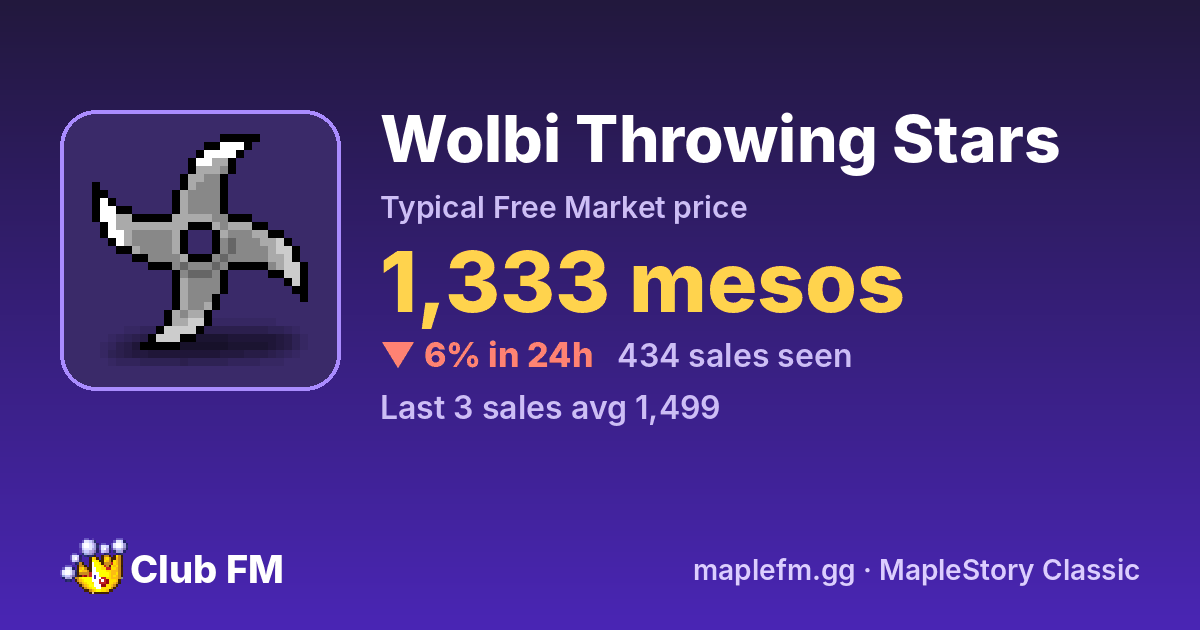 Wolbi Throwing Stars
Typical Free Market price
1,333 mesos
▼ 6% in 24h 434 sales seen
Last 3 sales avg 1,499
Club FM
maplefm.gg · MapleStory Classic